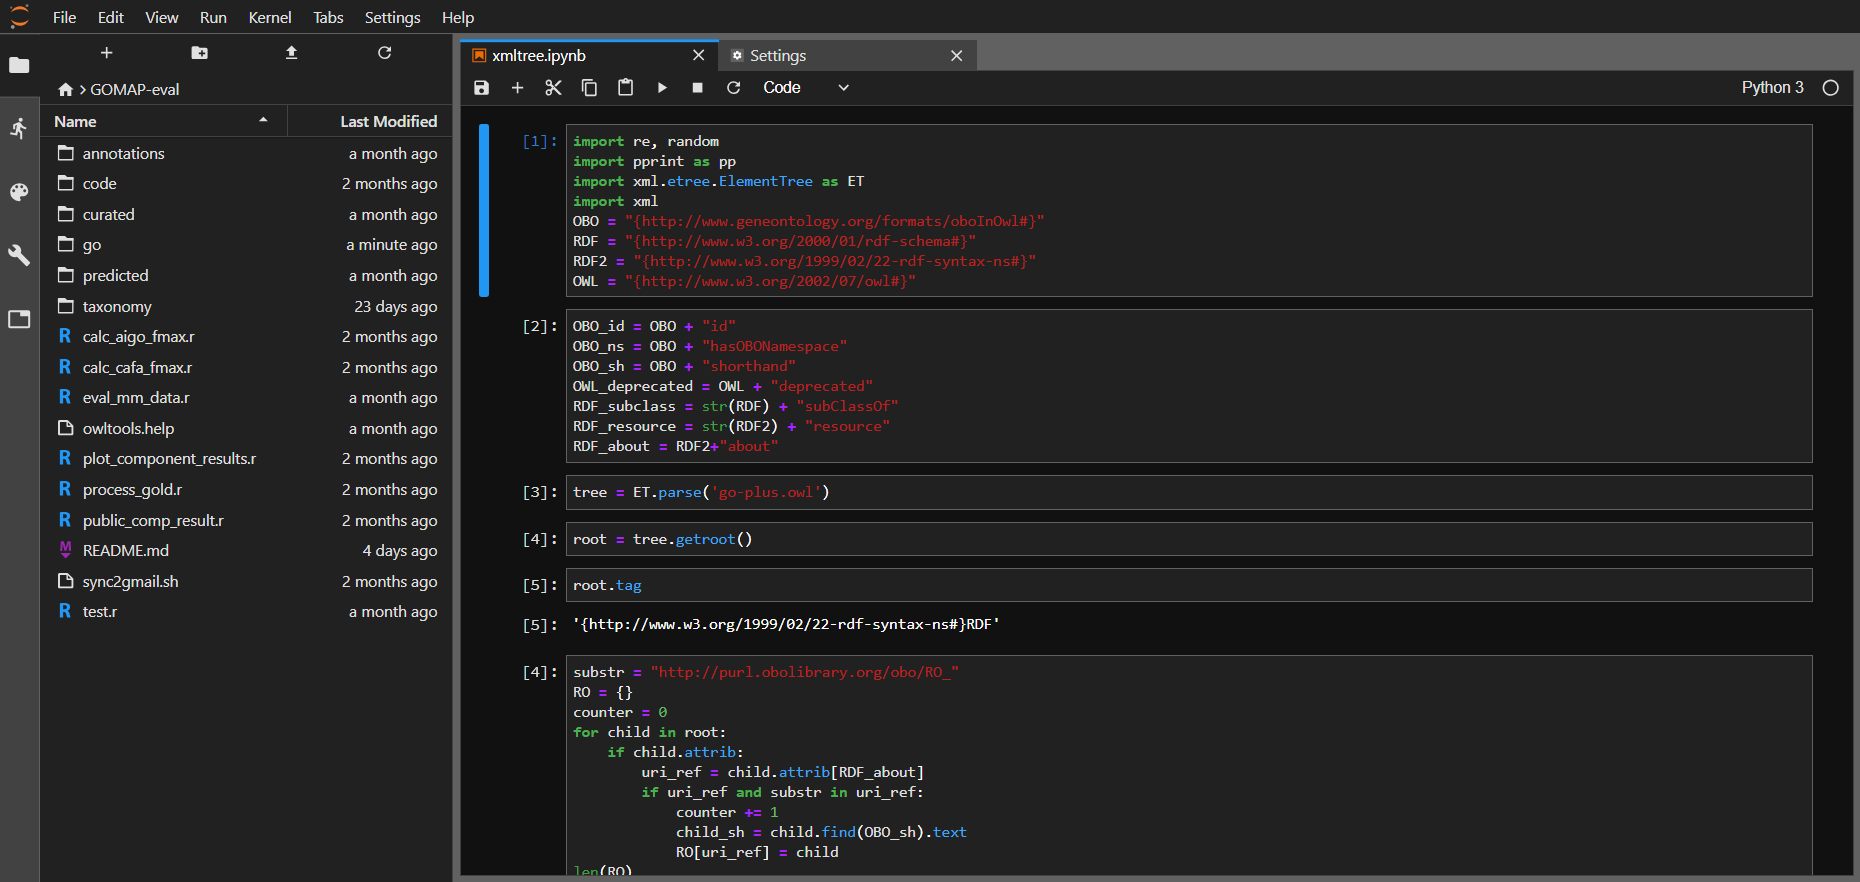 File Edit View Run Kernel Tabs Settings Help
GOMAP-eval
Name Last Modified
annotations a month ago
code 2 months ago
curated a month ago
go a minute ago
predicted a month ago
taxonomy 23 days ago
R calc_aigo_fmax.r 2 months ago
R calc_cafa_fmax.r 2 months ago
R eval_mm_data.r a month ago
owltools.help a month ago
R plot_component_results.r 2 months ago
R process_gold.r 2 months ago
R public_comp_result.r 2 months ago
M README.md 4 days ago
sync2gmail.sh 2 months ago
R test.r a month ago
xmltree.ipynb Settings
Code Python 3
[1]: import re, random
import pprint as pp
import xml.etree.ElementTree as ET
import xml
OBO = "{http://www.geneontology.org/formats/oboInOwl#}"
RDF = "{http://www.w3.org/2000/01/rdf-schema#}"
RDF2 = "{http://www.w3.org/1999/02/22-rdf-syntax-ns#}"
OWL = "{http://www.w3.org/2002/07/owl#}"
[2]: OBO_id = OBO + "id"
OBO_ns = OBO + "hasOBONamespace"
OBO_sh = OBO + "shorthand"
OWL_deprecated = OWL + "deprecated"
RDF_subclass = str(RDF) + "subClassOf"
RDF_resource = str(RDF2) + "resource"
RDF_about = RDF2+"about"
[3]: tree = ET.parse('go-plus.owl')
[4]: root = tree.getroot()
[5]: root.tag
[5]: '{http://www.w3.org/1999/02/22-rdf-syntax-ns#}RDF'
[4]: substr = "http://purl.obolibrary.org/obo/RO_"
RO = {}
counter = 0
for child in root:
    if child.attrib:
        uri_ref = child.attrib[RDF_about]
        if uri_ref and substr in uri_ref:
            counter += 1
            child_sh = child.find(OBO_sh).text
            RO[uri_ref] = child
len(RO)